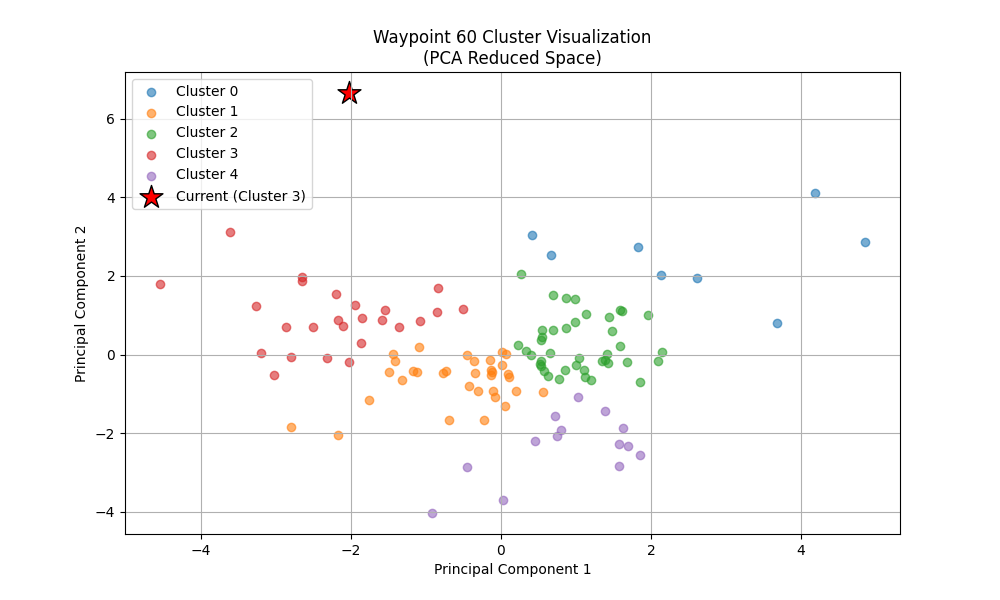 Waypoint 60 Cluster Visualization
(PCA Reduced Space)
Cluster 0
Cluster 1
Cluster 2
Cluster 3
Cluster 4
Current (Cluster 3)
Principal Component 2
6
4
2
0
−2
−4
−4
−2
0
2
4
Principal Component 1